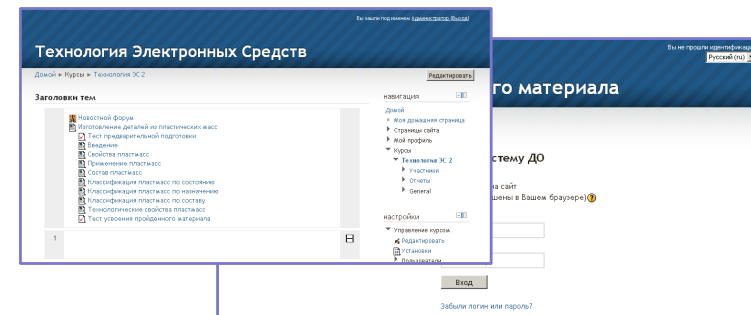 Вы зашли под именем Администратор (Выход)
Технология Электронных Средств
Домой ► Курсы ► Технология ЭС 2
Редактировать
Заголовки тем
Новостной форум
Изготовление деталей из пластических масс
Тест предварительной подготовки
Введение
Свойства пластмасс
Применение пластмасс
Состав пластмасс
Классификация пластмасс по состоянию
Классификация пластмасс по назначению
Классификация пластмасс по составу
Технологические свойства пластмасс
Тест усвоения пройденного материала
1
навигация
Домой
Моя домашняя страница
Страницы сайта
Мой профиль
Курсы
Технология ЭС 2
Участники
Отчеты
General
настройки
Управление курсом
Редактировать
Установки
Пользователи
Вы не прошли идентификац
Русский (ru)
го материала
стему ДО
на сайт
шены в Вашем браузере)
Вход
Забыли логин или пароль?